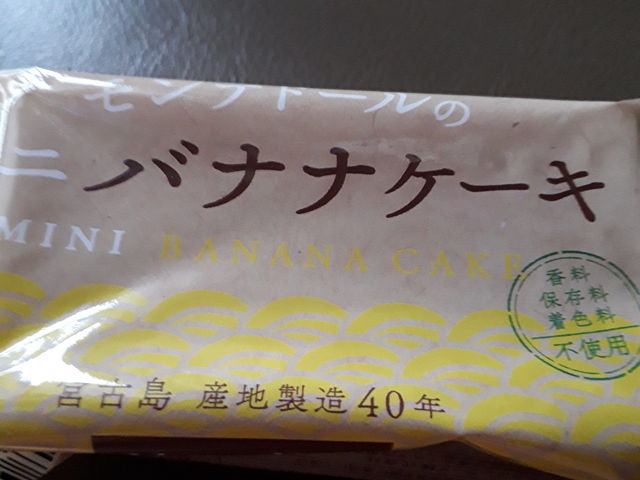 モンテドールの
ニバナナケーキ
MINI BANANA CAKE
香料
保存料
着色料
不使用
宮古島 産地製造40年